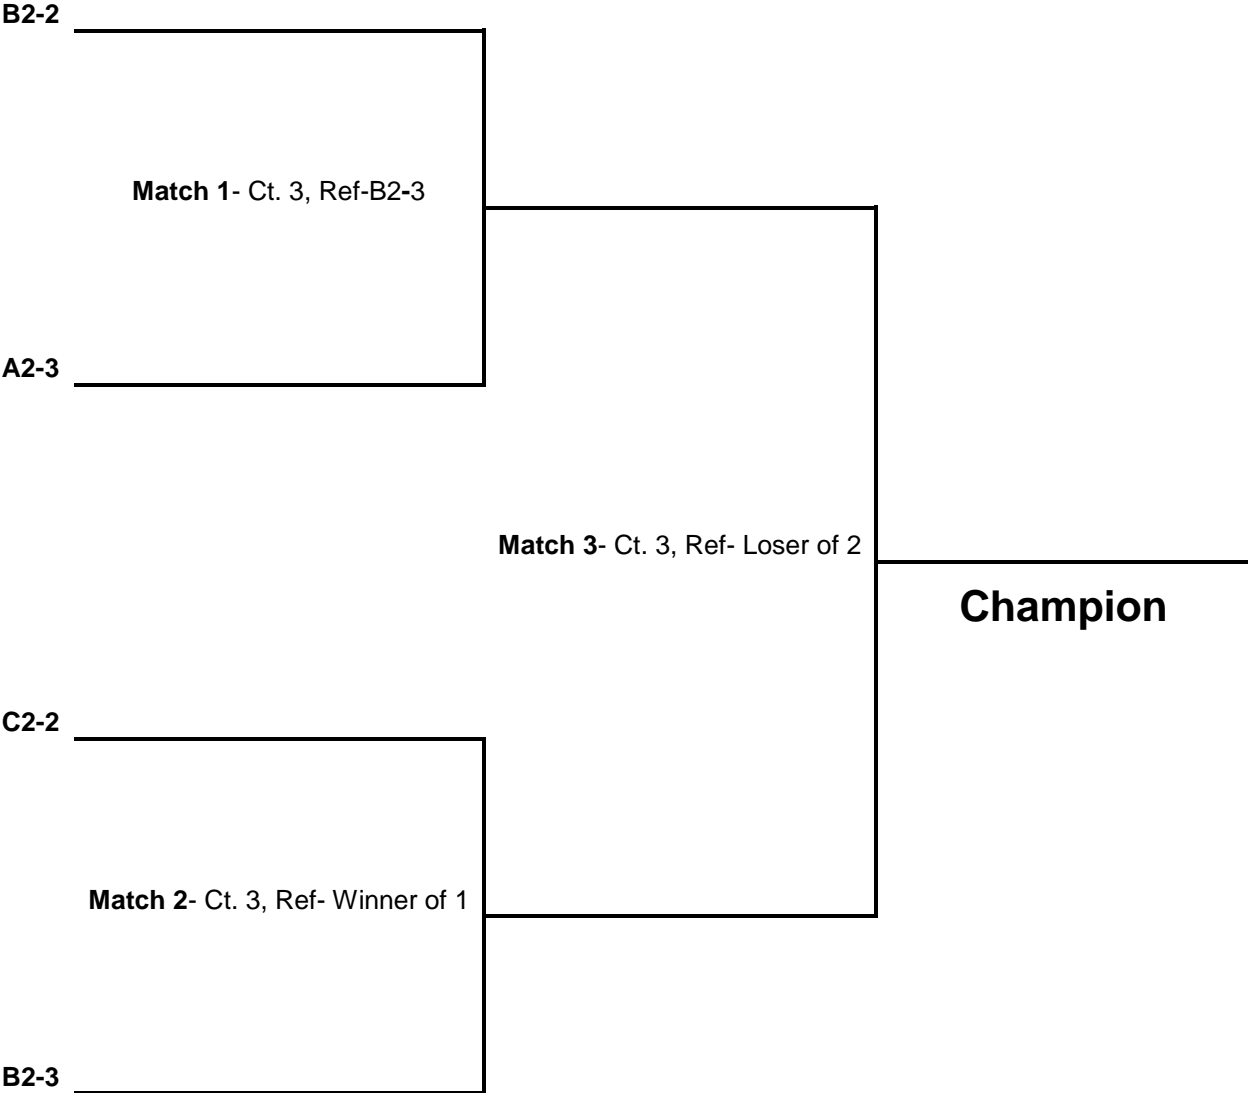 B2-2
Match 1- Ct. 3, Ref-B2-3
A2-3
Match 3- Ct. 3, Ref- Loser of 2
Champion
C2-2
Match 2- Ct. 3, Ref- Winner of 1
B2-3